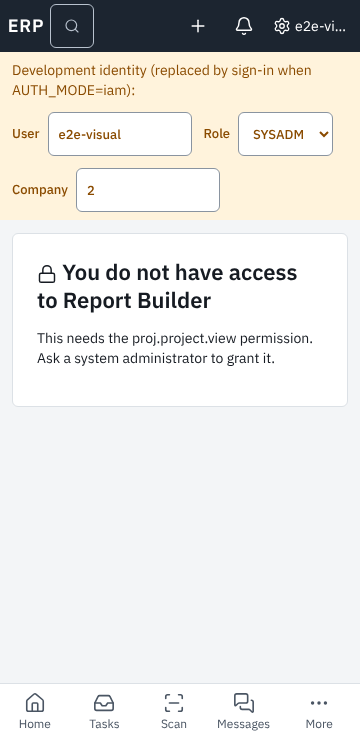 ERP
e2e-vi...
Development identity (replaced by sign-in when
AUTH_MODE=iam):
User e2e-visual Role SYSADM
Company 2
You do not have access
to Report Builder
This needs the proj.project.view permission.
Ask a system administrator to grant it.
Home Tasks Scan Messages More